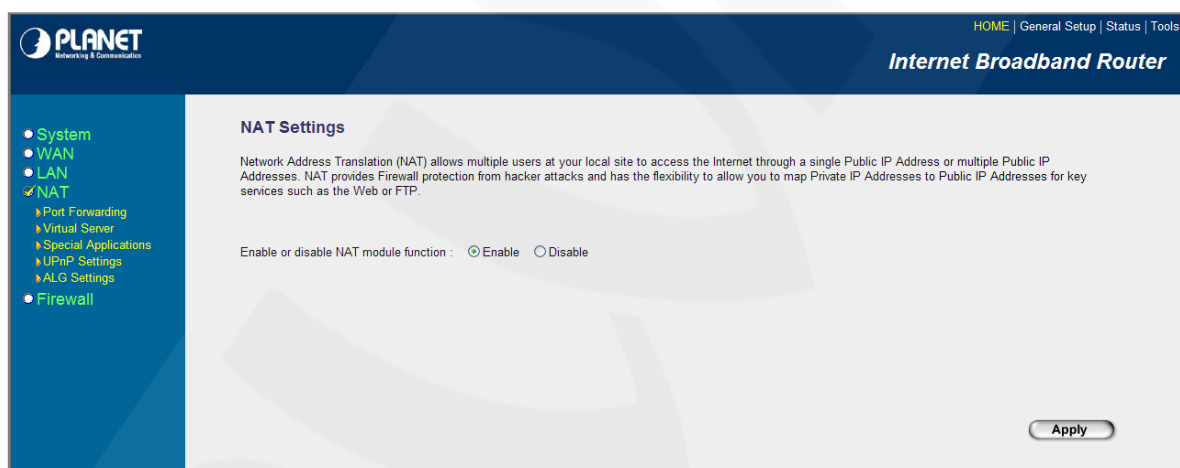 PLANET
Networking & Communication
HOME | General Setup | Status | Tools
Internet Broadband Router
System
WAN
LAN
NAT
Port Forwarding
Virtual Server
Special Applications
UPnP Settings
ALG Settings
Firewall
NAT Settings
Network Address Translation (NAT) allows multiple users at your local site to access the Internet through a single Public IP Address or multiple Public IP
Addresses. NAT provides Firewall protection from hacker attacks and has the flexibility to allow you to map Private IP Addresses to Public IP Addresses for key
services such as the Web or FTP.
Enable or disable NAT module function : Enable Disable
Apply